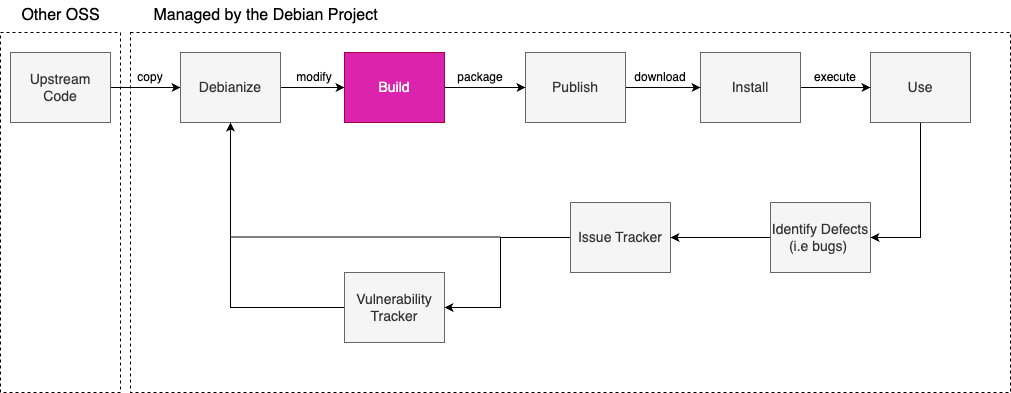 Other OSS
Managed by the Debian Project
Upstream
Code
copy
Debianize
modify
Build
package
Publish
download
Install
execute
Use
Issue Tracker
Identify Defects
(i.e bugs)
Vulnerability
Tracker